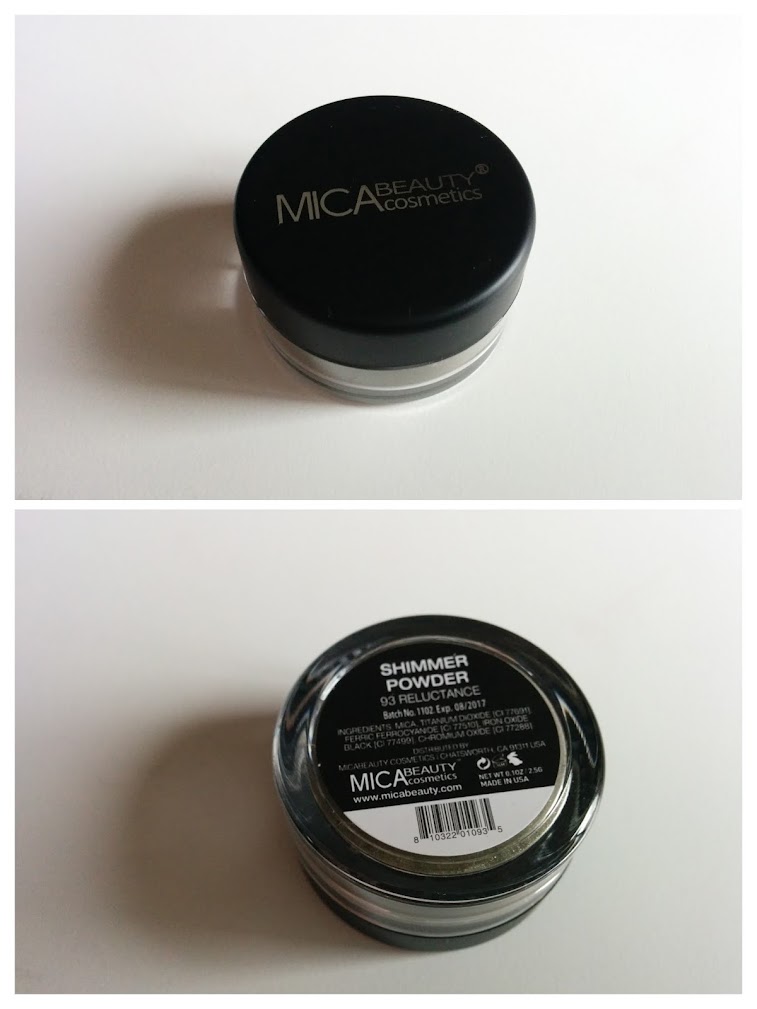 MICA BEAUTY®
cosmetics
SHIMMER
POWDER
93 RELUCTANCE
Batch No. 1102 Exp. 08/2017
INGREDIENTS: MICA, TITANIUM DIOXIDE [CI 77891],
FERRIC FERROCYANIDE [CI 77510], IRON OXIDE
BLACK [CI 77499], CHROMIUM OXIDE [CI 77288]
DISTRIBUTED BY
MICABEAUTY COSMETICS - CHATSWORTH, CA 91311 USA
MICA BEAUTY
cosmetics
NET WT 0.1OZ / 2.5G
MADE IN USA
www.micabeauty.com
8 10322 01093 5